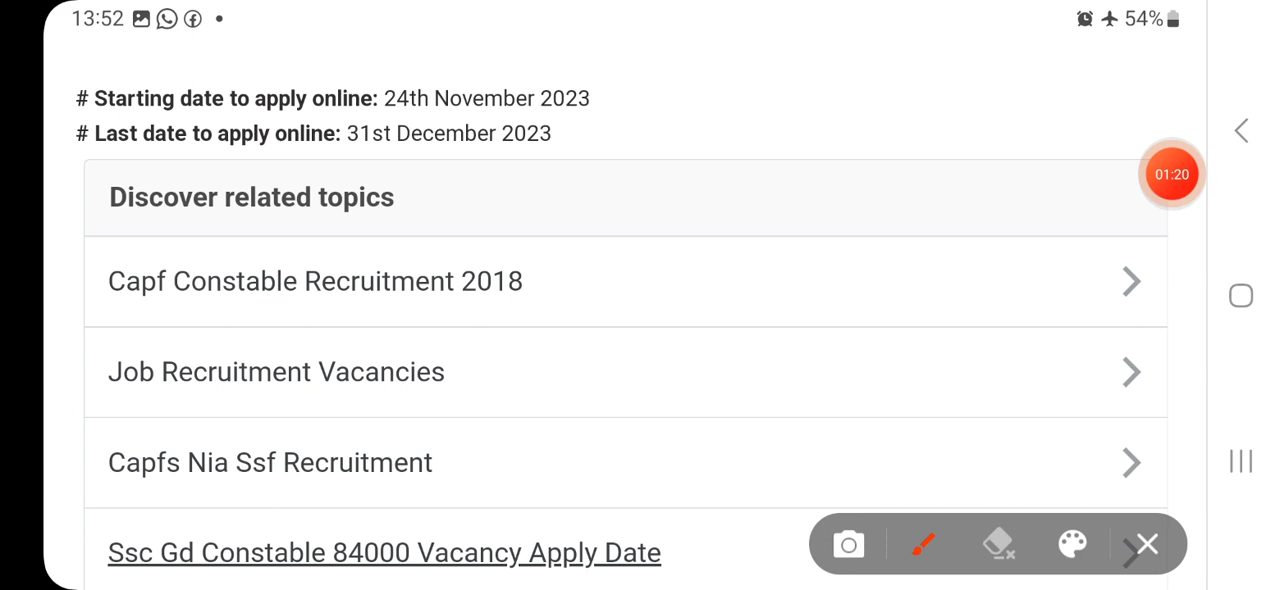 13:52
54%
# Starting date to apply online: 24th November 2023
# Last date to apply online: 31st December 2023
01:20
Discover related topics
Capf Constable Recruitment 2018
Job Recruitment Vacancies
Capfs Nia Ssf Recruitment
Ssc Gd Constable 84000 Vacancy Apply Date